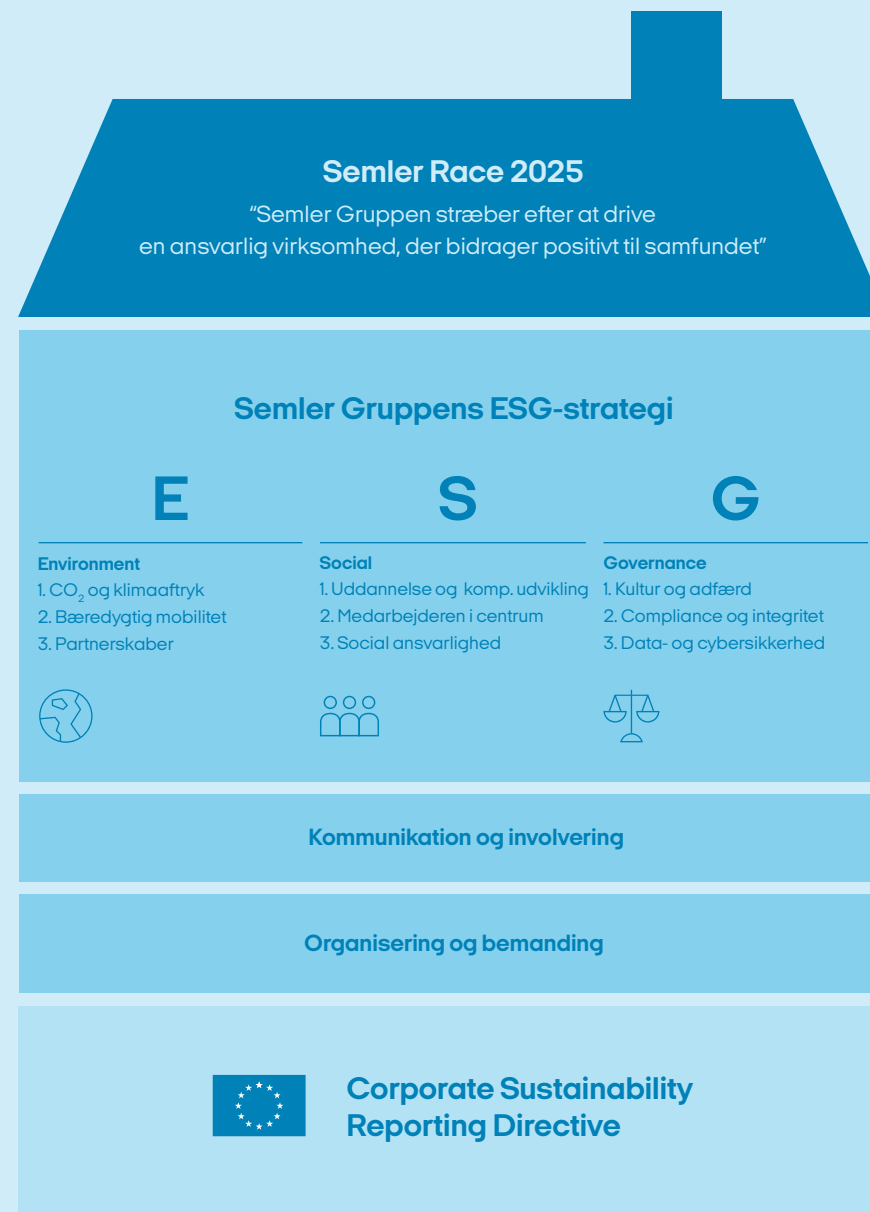 Semler Race 2025
“Semler Gruppen stræber efter at drive
en ansvarlig virksomhed, der bidrager positivt til samfundet”
Semler Gruppens ESG-strategi
E
Environment
1. CO₂ og klimaaftryk
2. Bæredygtig mobilitet
3. Partnerskaber
S
Social
1. Uddannelse og komp. udvikling
2. Medarbejderen i centrum
3. Social ansvarlighed
G
Governance
1. Kultur og adfærd
2. Compliance og integritet
3. Data- og cybersikkerhed
Kommunikation og involvering
Organisering og bemanding
Corporate Sustainability
Reporting Directive